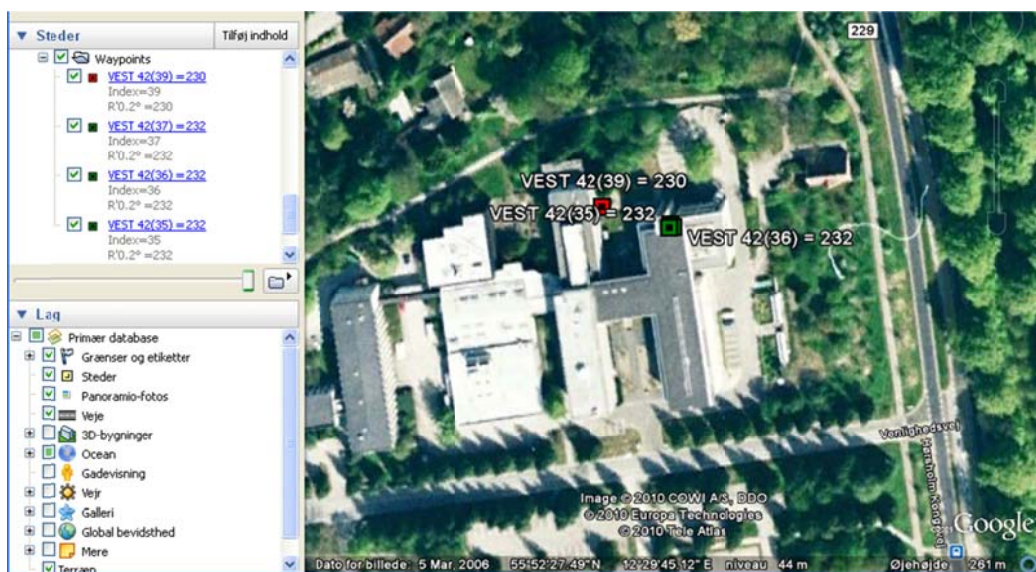 Steder
Tilføj indhold
Waypoints
VEST 42(39) =230
Index=39
R'0.2° =230
VEST 42(37) =232
Index=37
R'0.2° =232
VEST 42(36) =232
Index=36
R'0.2° =232
VEST 42(35) =232
Index=35
R'0.2° =232
Lag
Primær database
Grænser og etiketter
Steder
Panoramio-fotos
Veje
3D-bygninger
Ocean
Gadevisning
Vejr
Galleri
Global bevidsthed
Mere
Terræn
229
VEST 42(39) = 230
VEST 42(35) = 232
VEST 42(36) = 232
Venlighedsvej
Hørsholm Kongevej
Image © 2010 COWI A/S, DDO
© 2010 Europa Technologies
© 2010 Tele Atlas
Google
Dato for billede: 5 Mar, 2006 55°52'27.49"N 12°29'45.12"E niveau 44 m Øjehøjde 261 m